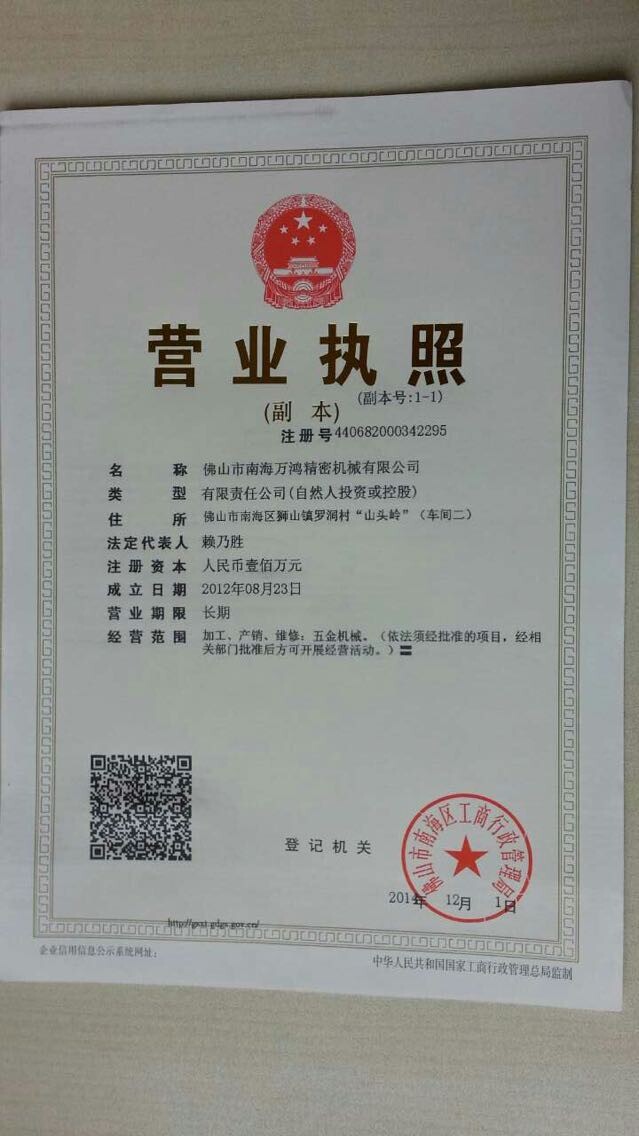 营业执照
(副 本)
(副本号:1-1)
注册号440682000342295
名 称 佛山市南海万鸿精密机械有限公司
类 型 有限责任公司(自然人投资或控股)
住 所 佛山市南海区狮山镇罗洞村“山头岭”(车间二)
法定代表人 赖乃胜
注册资本 人民币壹佰万元
成立日期 2012年08月23日
营业期限 长期
经营范围 加工、产销、维修:五金机械。(依法须经批准的项目,经相
关部门批准后方可开展经营活动。)〓
登记机关
佛山市南海区工商行政管理局
年 12月 1日
http://gsxt.gdgs.gov.cn/
企业信用信息公示系统网址:
中华人民共和国国家工商行政管理总局监制